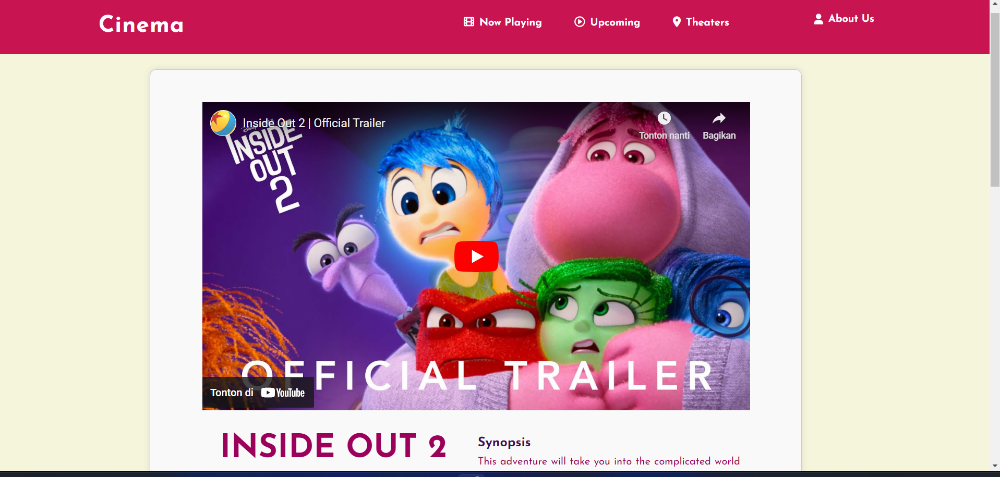 Cinema
Now Playing
Upcoming
Theaters
About Us
Inside Out 2 | Official Trailer
Tonton nanti
Bagikan
Disney
INSIDE
OUT
2
OFFICIAL TRAILER
Tonton di YouTube
INSIDE OUT 2
Synopsis
This adventure will take you into the complicated world